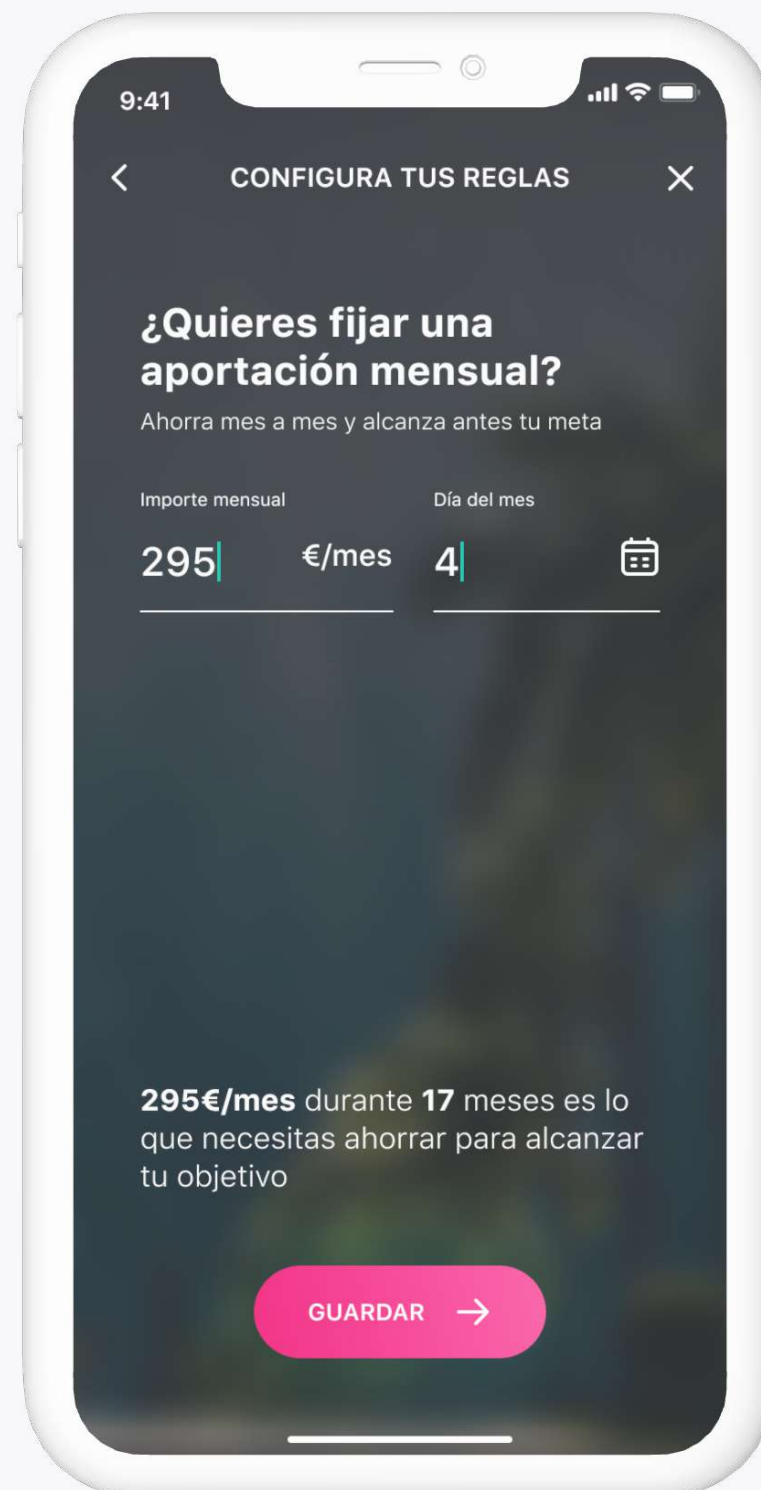 9:41
CONFIGURA TUS REGLAS
¿Quieres fijar una
aportación mensual?
Ahorra mes a mes y alcanza antes tu meta
Importe mensual
Día del mes
295 €/mes
4
295€/mes durante 17 meses es lo
que necesitas ahorrar para alcanzar
tu objetivo
GUARDAR